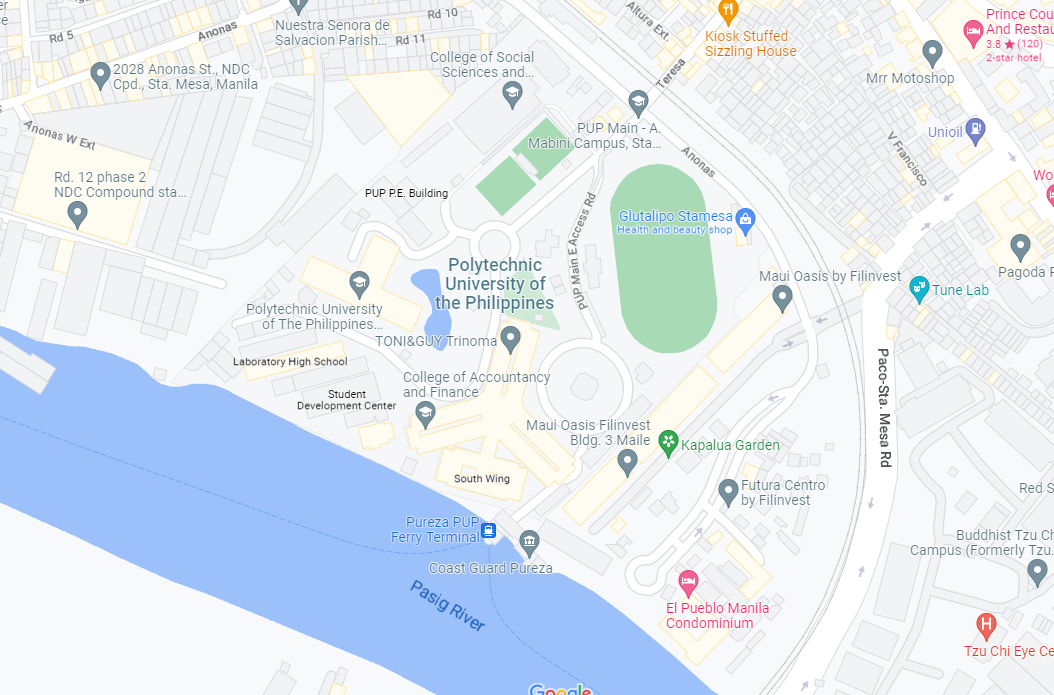 er
ce
Rd 5
Anonas
Nuestra Senora de
Salvacion Parish...
Rd 10
Rd 11
Altura Ext.
Kiosk Stuffed
Sizzling House
Prince Cou
And Restau
3.8 ★ (120)
2-star hotel
2028 Anonas St., NDC
Cpd., Sta. Mesa, Manila
College of Social
Sciences and...
Teresa
Mrr Motoshop
Anonas W Ext
PUP Main - A.
Mabini Campus, Sta...
Unioil
V Francisco
Anonas
Rd. 12 phase 2
NDC Compound sta...
PUP P.E. Building
Wo
PUP Main E Access Rd
Glutalipo Stamesa
Health and beauty shop
Polytechnic
University of
the Philippines
Maui Oasis by Filinvest
Pagoda P
Tune Lab
Polytechnic University
of The Philippines...
TONI&GUY Trinoma
Laboratory High School
Paco-Sta. Mesa Rd
College of Accountancy
and Finance
Student
Development Center
Maui Oasis Filinvest
Bldg. 3 Maile
Kapalua Garden
South Wing
Futura Centro
by Filinvest
Red S
Pureza PUP
Ferry Terminal
Buddhist Tzu Ch
Campus (Formerly Tzu...
Coast Guard Pureza
Pasig River
El Pueblo Manila
Condominium
H
Tzu Chi Eye Ce
Google